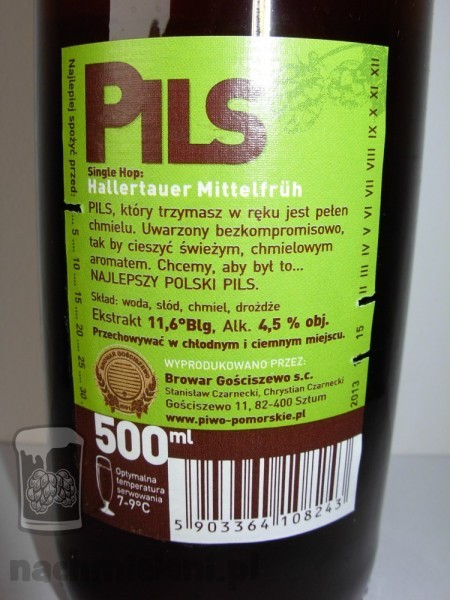 PILS
Single Hop:
Hallertauer Mittelfrüh
PILS, który trzymasz w ręku jest pełen
chmielu. Uwarzony bezkompromisowo,
tak by cieszyć świeżym, chmielowym
aromatem. Chcemy, aby był to...
NAJLEPSZY POLSKI PILS.
Skład: woda, słód, chmiel, drożdże
Ekstrakt 11,6°Blg, Alk. 4,5 % obj.
Przechowywać w chłodnym i ciemnym miejscu.
WYPRODUKOWANO PRZEZ:
Browar Gościszewo s.c.
Stanisław Czarnecki, Chrystian Czarnecki
Gościszewo 11, 82-400 Sztum
www.piwo-pomorskie.pl
BROWAR GOŚCISZEWO
500ml
Optymalna
temperatura
serwowania
7-9°C
5 903364 108243
Najlepiej spożyć przed: ... 5 ... 10 ... 15 ... 20 ... 25 ... 30
II III IV V VI VII VIII IX X XI XII
2013 15